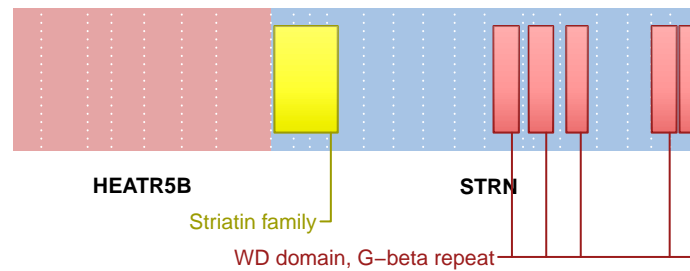 HEATR5B STRN
Striatin family
WD domain, G−beta repeat